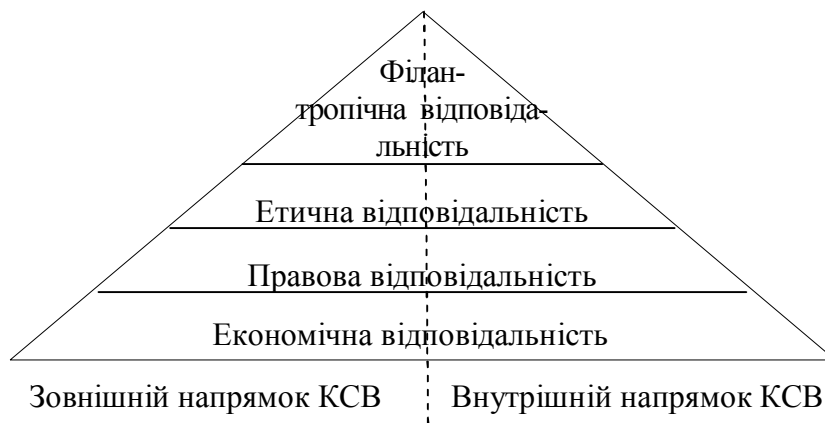 Філан-
тропічна відповіда-
льність
Етична відповідальність
Правова відповідальність
Економічна відповідальність
Зовнішній напрямок КСВ Внутрішній напрямок КСВ